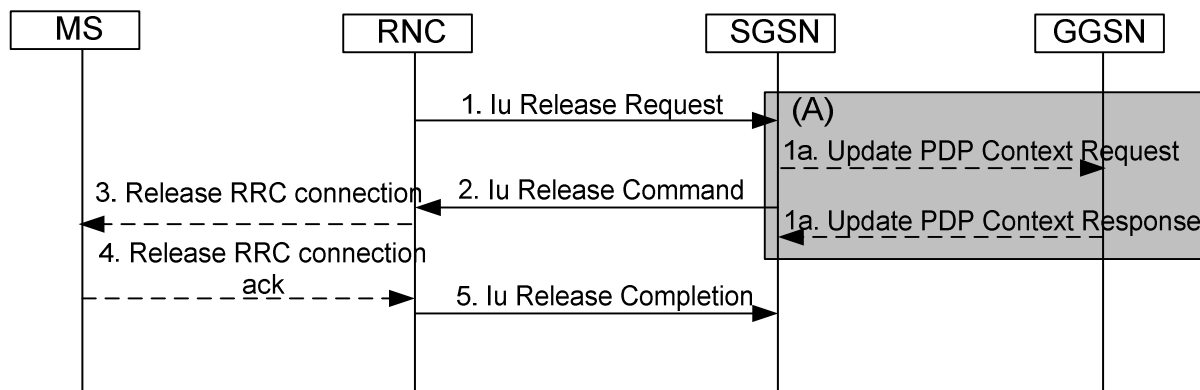 MS
RNC
SGSN
GGSN
1. Iu Release Request
(A)
1a. Update PDP Context Request
3. Release RRC connection
2. Iu Release Command
1a. Update PDP Context Response
4. Release RRC connection
ack
5. Iu Release Completion